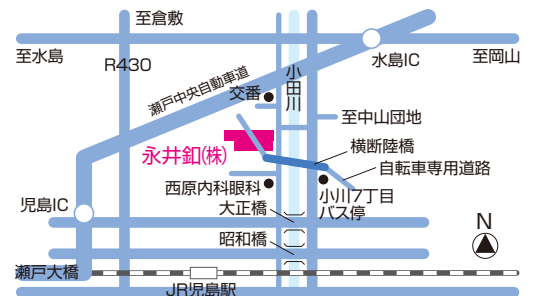 至倉敷
至水島
R430
水島IC
至岡山
瀬戸中央自動車道
小田川
交番
至中山団地
永井釦㈱
横断陸橋
自転車専用道路
西原内科眼科
小川7丁目
バス停
児島IC
大正橋
昭和橋
N
瀬戸大橋
JR児島駅